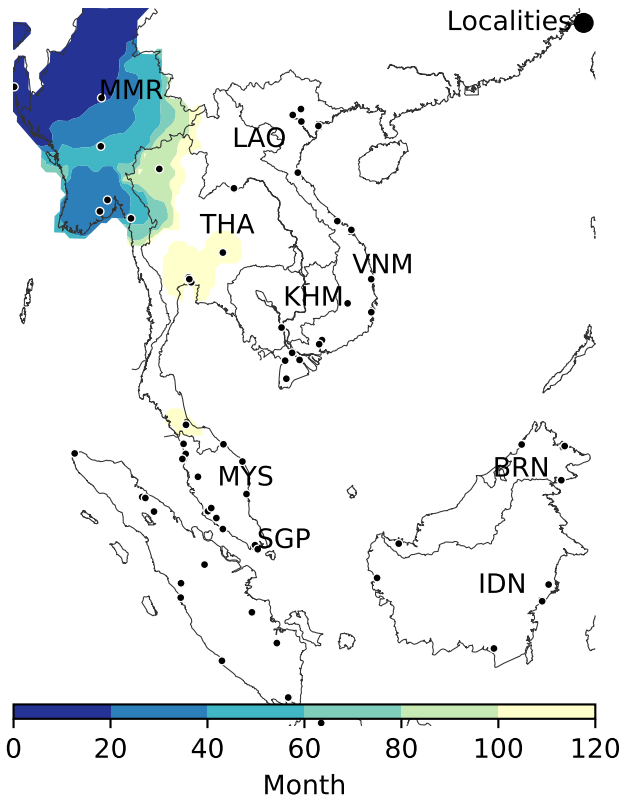 Localities
MMR
LAO
THA
VNM
KHM
MYS
BRN
SGP
IDN
0 20 40 60 80 100 120
Month